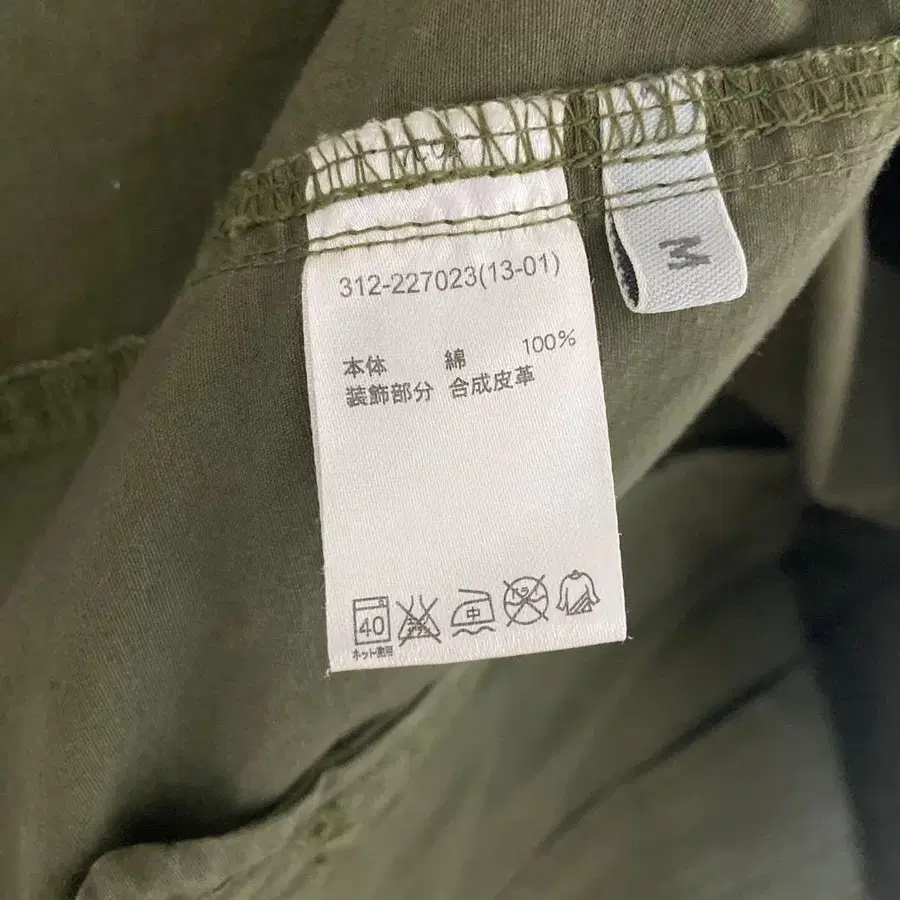 312-227023(13-01)
本体 綿 100%
装飾部分 合成皮革
40 中
ネット使用
M